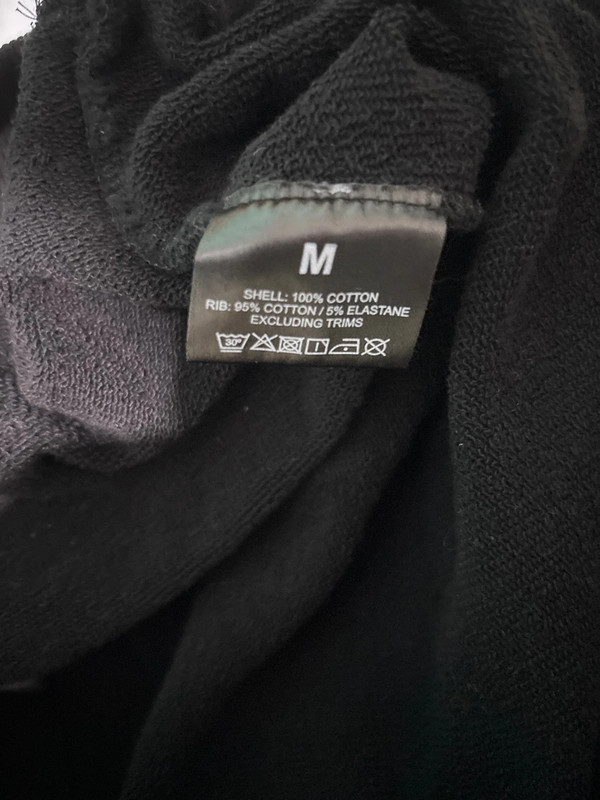 M
SHELL: 100% COTTON
RIB: 95% COTTON / 5% ELASTANE
EXCLUDING TRIMS
30°